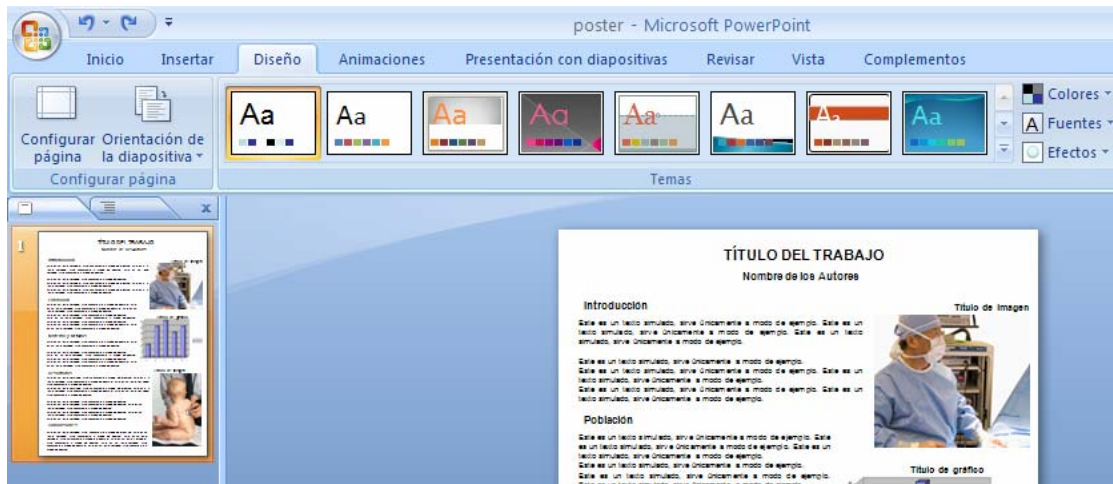 poster - Microsoft PowerPoint
Inicio Insertar Diseño Animaciones Presentación con diapositivas Revisar Vista Complementos
Configurar página
Orientación de la diapositiva
Configurar página
Aa Aa Aa Aa Aa Aa Aa Aa
Temas
Colores
Fuentes
Efectos
1
TÍTULO DEL TRABAJO
Nombre de los Autores
Introducción
Este es un texto simulado, sirve únicamente a modo de ejemplo. Este es un
texto simulado, sirve únicamente a modo de ejemplo. Este es un texto
simulado, sirve únicamente a modo de ejemplo.
Este es un texto simulado, sirve únicamente a modo de ejemplo.
Este es un texto simulado, sirve únicamente a modo de ejemplo. Este es un
texto simulado, sirve únicamente a modo de ejemplo.
Este es un texto simulado, sirve únicamente a modo de ejemplo. Este es un
texto simulado, sirve únicamente a modo de ejemplo.
Título de imagen
Población
Este es un texto simulado, sirve únicamente a modo de ejemplo. Este
es un texto simulado, sirve únicamente a modo de ejemplo. Este es un
texto simulado, sirve únicamente a modo de ejemplo.
Este es un texto simulado, sirve únicamente a modo de ejemplo.
Este es un texto simulado, sirve únicamente a modo de ejemplo.
Título de gráfico